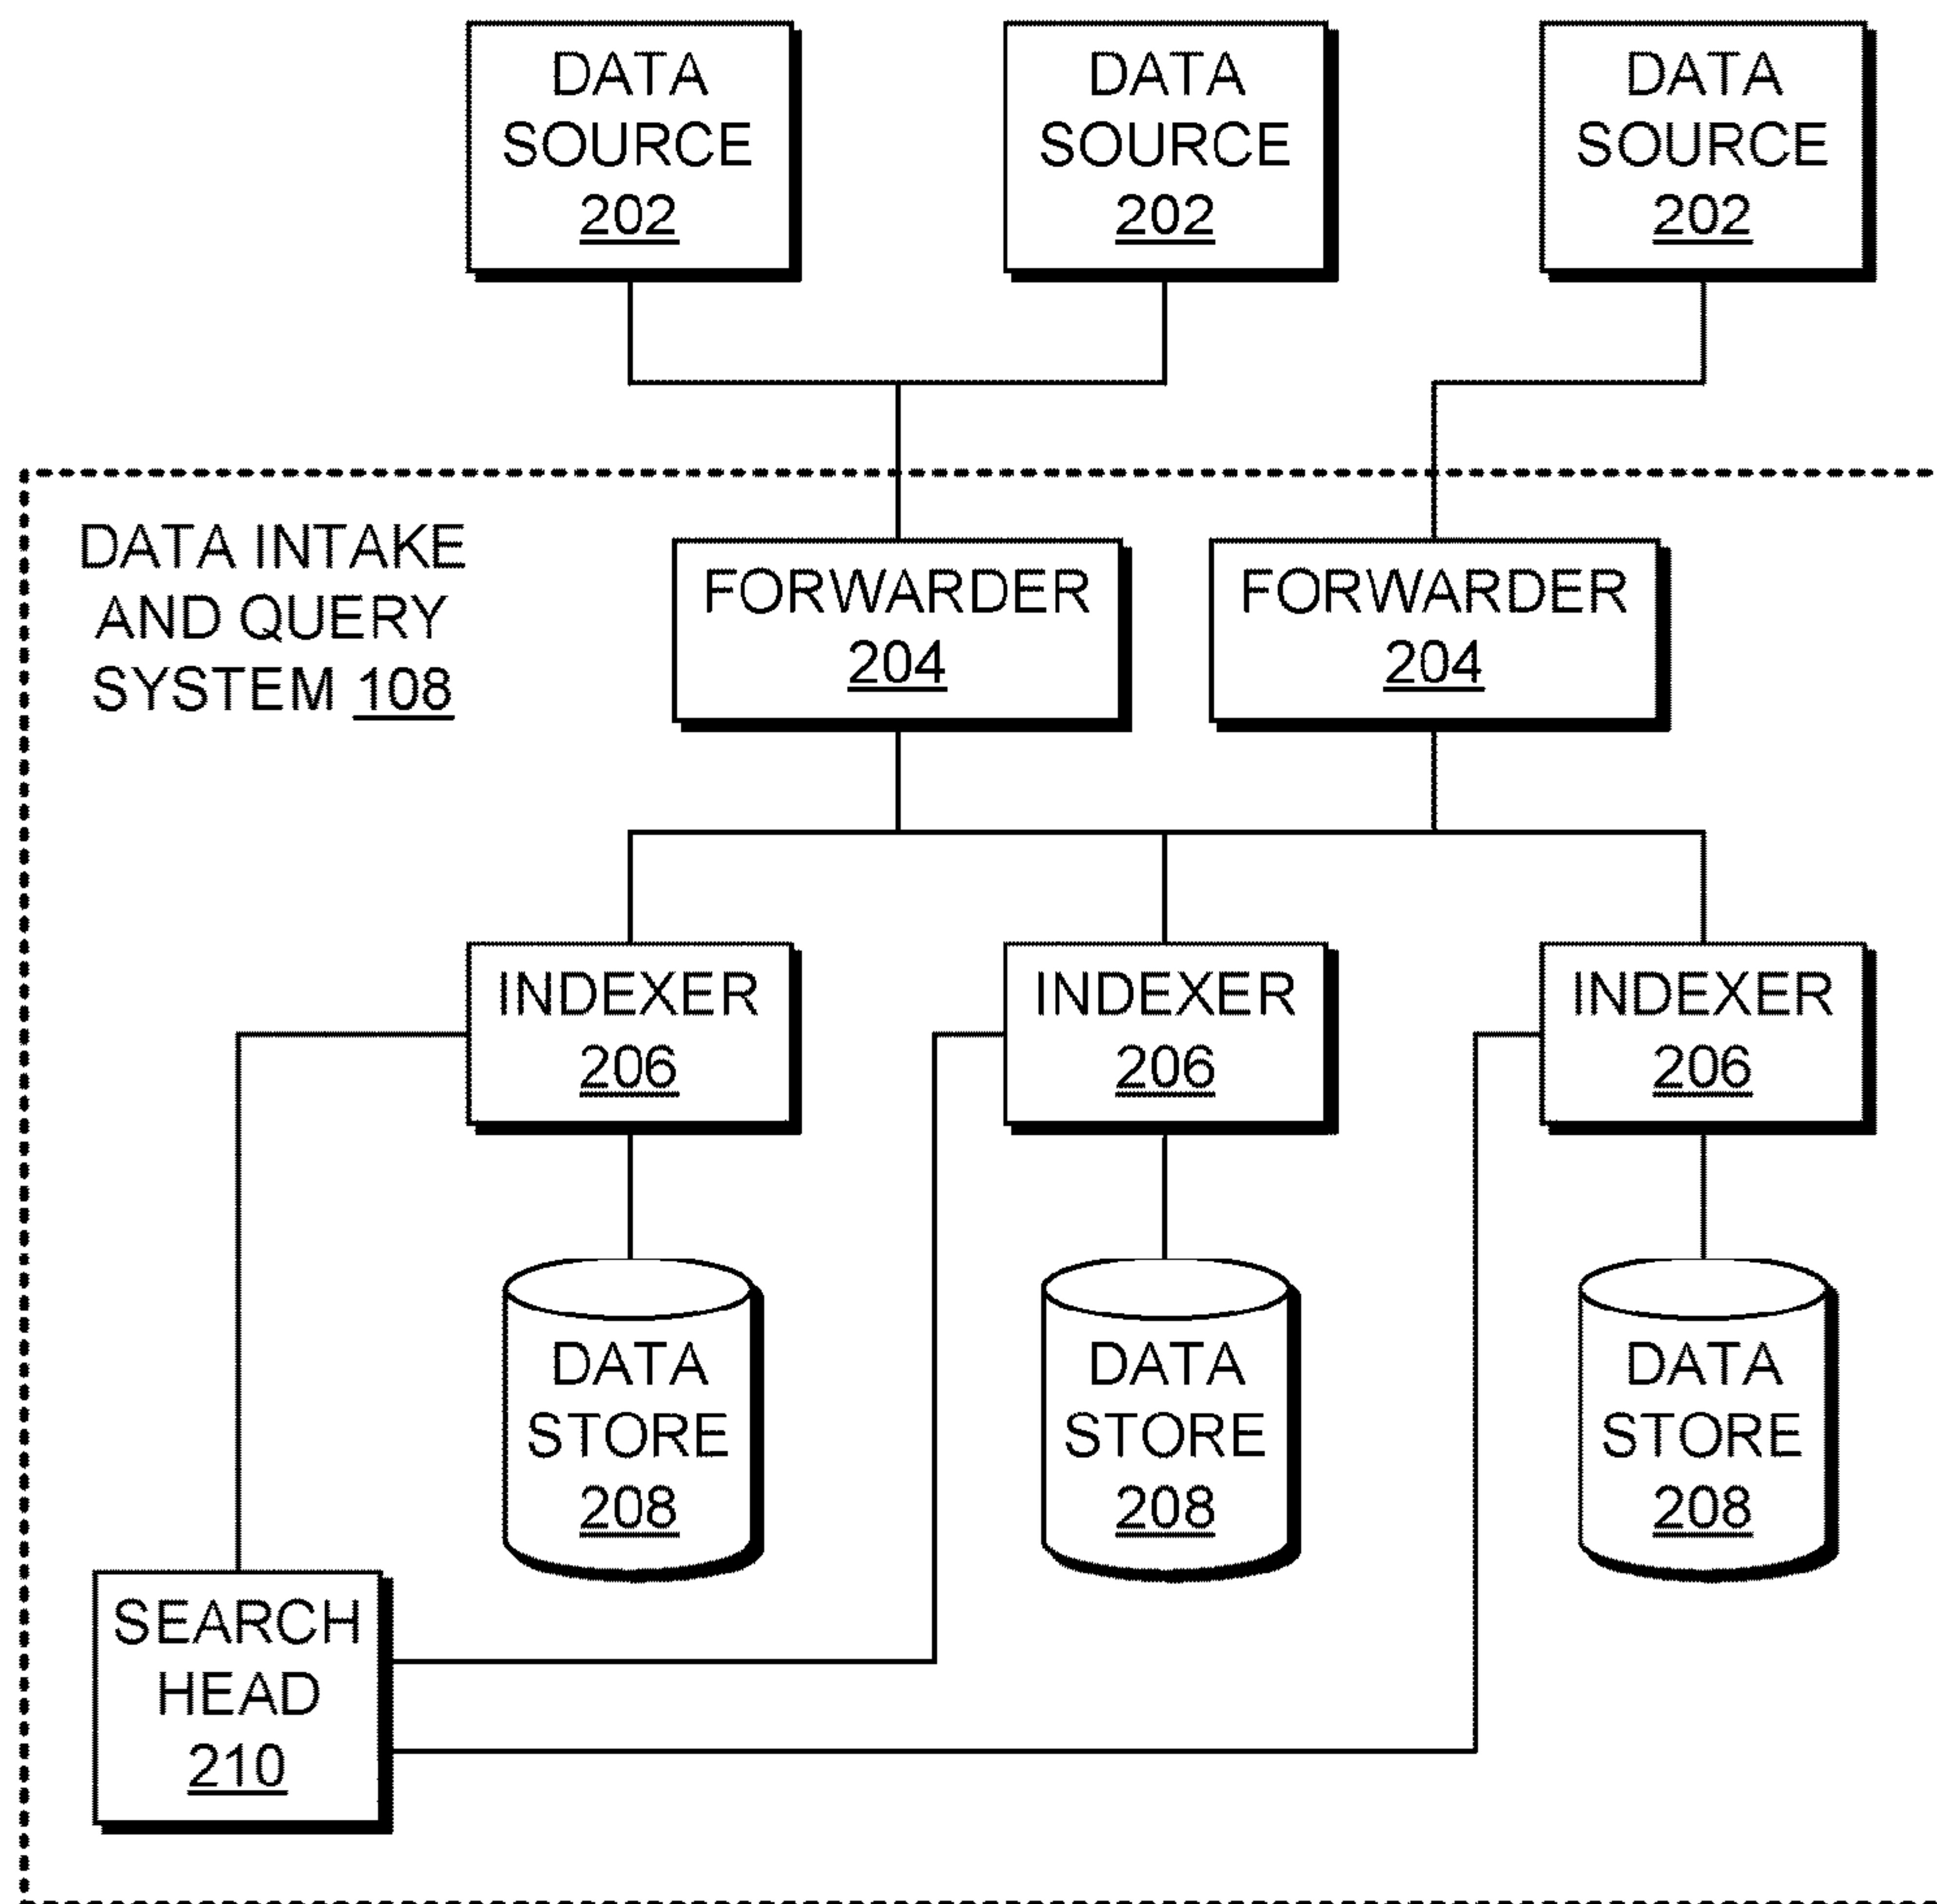 DATA
SOURCE
202
DATA
SOURCE
202
DATA
SOURCE
202
DATA INTAKE
AND QUERY
SYSTEM 108
FORWARDER
204
FORWARDER
204
INDEXER
206
INDEXER
206
INDEXER
206
DATA
STORE
208
DATA
STORE
208
DATA
STORE
208
SEARCH
HEAD
210